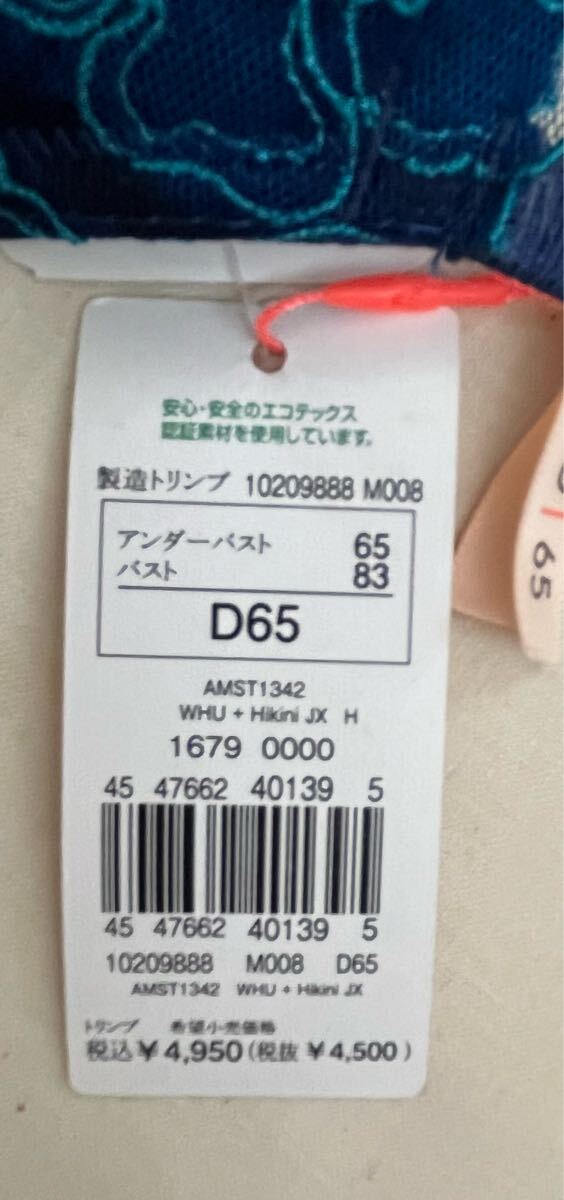 安心・安全のエコテックス
認証素材を使用しています。
製造トリンプ 10209888 M008
アンダーバスト 65
バスト 83
D65
AMST1342
WHU + Hikini JX H
1679 0000
45 47662 40139 5
45 47662 40139 5
10209888 M008 D65
AMST1342 WHU + Hikini JX
トリンプ 希望小売価格
税込¥4,950(税抜¥4,500)
65